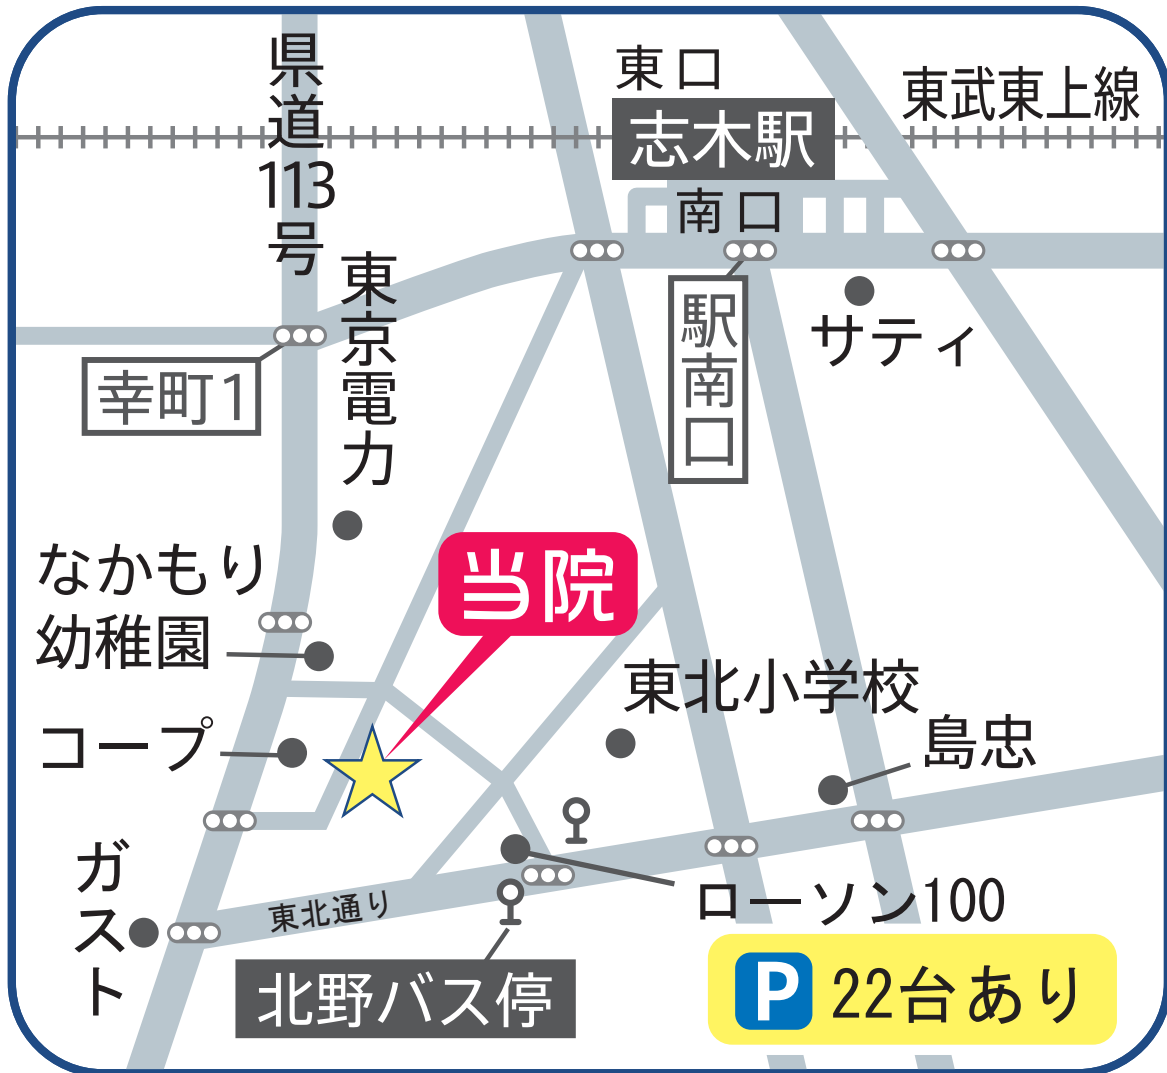 県道113号
東口
志木駅
南口
東武東上線
東京電力
幸町1
駅南口
サティ
なかもり
幼稚園
当院
東北小学校
コープ
島忠
ガスト
東北通り
ローソン100
北野バス停
P 22台あり